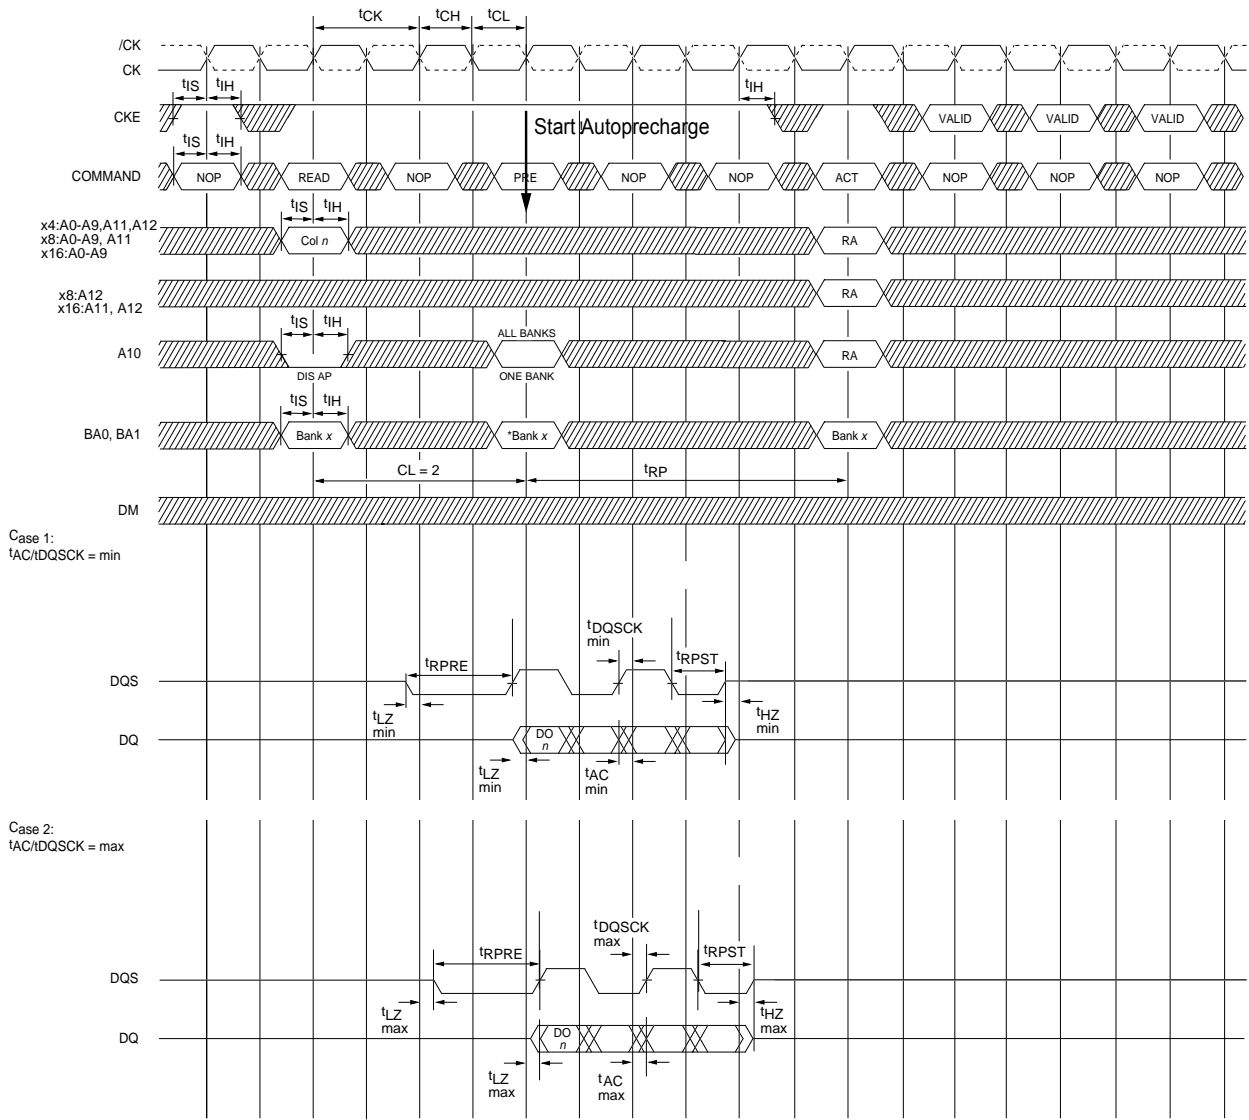 tCK tCH tCL
/CK
CK
tIS tIH tIH
CKE VALID VALID VALID
Start Autoprecharge
tIS tIH
COMMAND NOP READ NOP PRE NOP NOP ACT NOP NOP NOP
tIS tIH
x4:A0-A9,A11,A12
x8:A0-A9, A11
x16:A0-A9
Col n RA
x8:A12
x16:A11, A12
RA
tIS tIH ALL BANKS
A10 RA
DIS AP ONE BANK
tIS tIH
BA0, BA1 Bank x *Bank x Bank x
CL = 2 tRP
DM
Case 1:
tAC/tDQSCK = min
tDQSCK
min
tRPRE tRPST
DQS
tLZ
min
tHZ
min
DQ DO
n
tLZ
min
tAC
min
Case 2:
tAC/tDQSCK = max
tDQSCK
max
tRPRE tRPST
DQS
tLZ
max
tHZ
max
DQ DO
n
tLZ
max
tAC
max